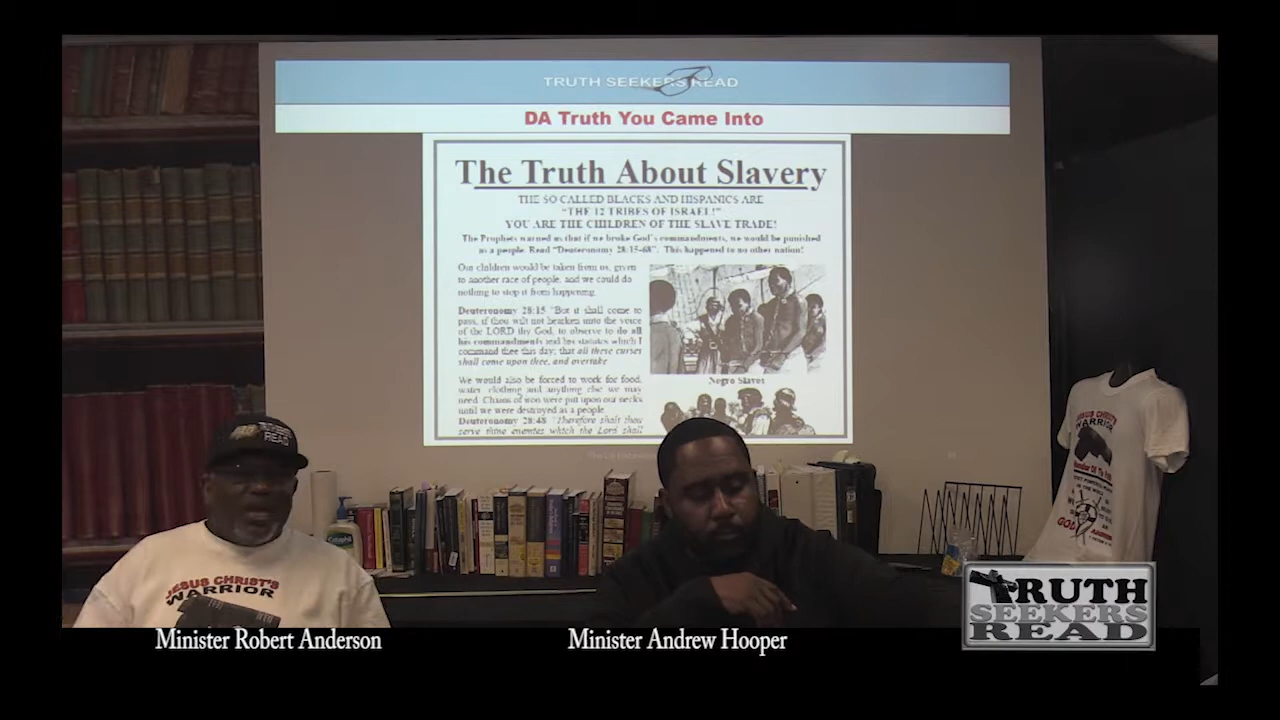 TRUTH SEEKERS READ
DA Truth You Came Into
The Truth About Slavery
THE SO CALLED BLACKS AND HISPANICS ARE
"THE 12 TRIBES OF ISRAEL!"
YOU ARE THE CHILDREN OF THE SLAVE TRADE!
The Prophets warned us that if we broke God's commandments, we would be punished
as a people. Read "Deuteronomy 28:15-68". This happened to no other nation!
Our children would be taken from us, given
to another race of people, and we could do
nothing to stop it from happening.
Deuteronomy 28:15 "But it shall come to
pass, if thou wilt not hearken unto the voice
of the LORD thy God, to observe to do all
his commandments and his statutes which I
command thee this day; that all these curses
shall come upon thee, and overtake
We would also be forced to work for food,
water, clothing and anything else we may
need. Chains of iron were put upon our necks
until we were destroyed as a people.
Deuteronomy 28:48 "Therefore shalt thou
serve thine enemies which the Lord shall
Negro Slaves
READ
JESUS CHRIST'S
WARRIOR
JESUS CHRIST'S
WARRIOR
GOD
Cetaphil
TRUTH
SEEKERS
READ
Minister Robert Anderson
Minister Andrew Hooper